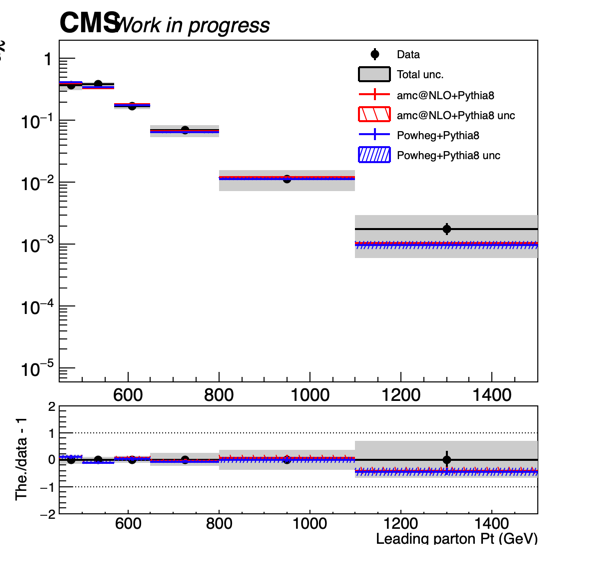 CMS Work in progress
Data
Total unc.
amc@NLO+Pythia8
amc@NLO+Pythia8 unc
Powheg+Pythia8
Powheg+Pythia8 unc
1
10−1
10−2
10−3
10−4
10−5
600 800 1000 1200 1400
The./data - 1
2
1
0
−1
−2
600 800 1000 1200 1400
Leading parton Pt (GeV)